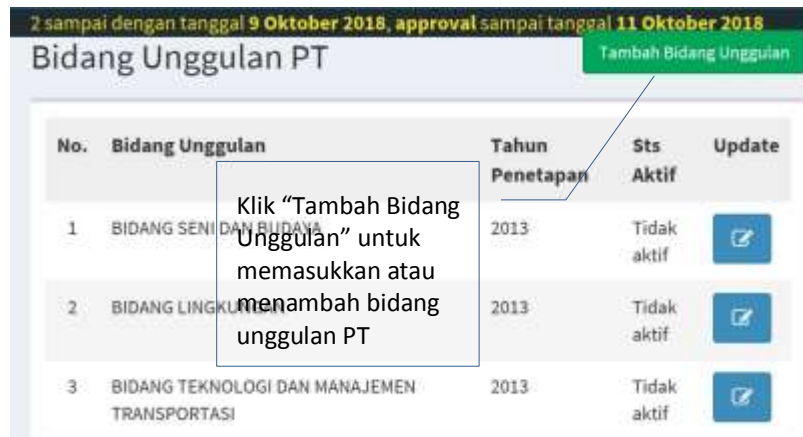 2 sampai dengan tanggal 9 Oktober 2018, approval sampai tanggal 11 Oktober 2018
Bidang Unggulan PT
Tambah Bidang Unggulan
No. Bidang Unggulan Tahun Penetapan Sts Aktif Update
Klik “Tambah Bidang
Unggulan” untuk
memasukkan atau
menambah bidang
unggulan PT
1 BIDANG SENI DAN BUDAYA 2013 Tidak aktif
2 BIDANG LINGKUNGAN 2013 Tidak aktif
3 BIDANG TEKNOLOGI DAN MANAJEMEN TRANSPORTASI 2013 Tidak aktif